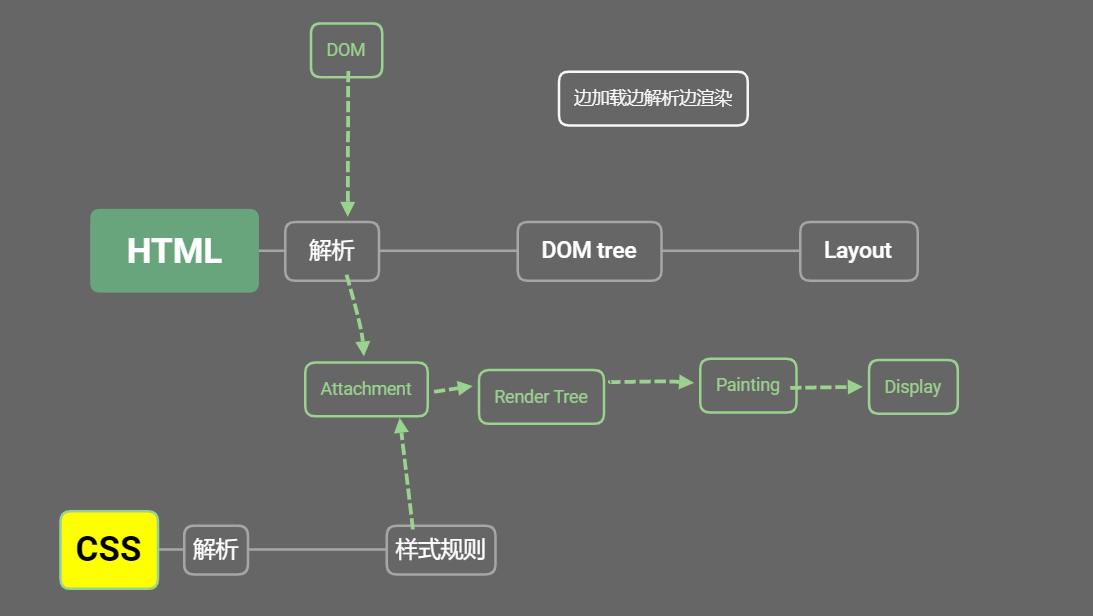 DOM
边加载边解析边渲染
HTML
解析
DOM tree
Layout
Attachment
Render Tree
Painting
Display
CSS
解析
样式规则